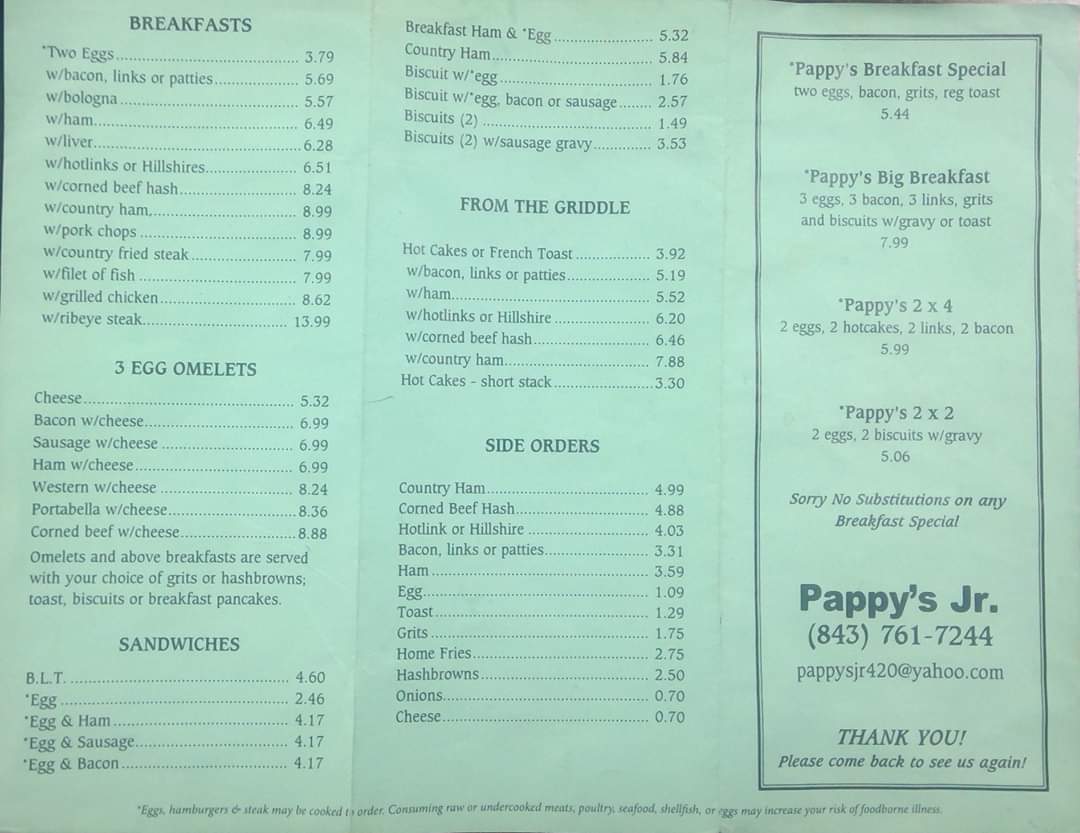 BREAKFASTS
*Two Eggs 3.79
w/bacon, links or patties 5.69
w/bologna 5.57
w/ham 6.49
w/liver 6.28
w/hotlinks or Hillshires 6.51
w/corned beef hash 8.24
w/country ham 8.99
w/pork chops 8.99
w/country fried steak 7.99
w/filet of fish 7.99
w/grilled chicken 8.62
w/ribeye steak 13.99
3 EGG OMELETS
Cheese 5.32
Bacon w/cheese 6.99
Sausage w/cheese 6.99
Ham w/cheese 6.99
Western w/cheese 8.24
Portabella w/cheese 8.36
Corned beef w/cheese 8.88
Omelets and above breakfasts are served
with your choice of grits or hashbrowns;
toast, biscuits or breakfast pancakes.
SANDWICHES
B.L.T. 4.60
*Egg 2.46
*Egg & Ham 4.17
*Egg & Sausage 4.17
*Egg & Bacon 4.17
Breakfast Ham & *Egg 5.32
Country Ham 5.84
Biscuit w/*egg 1.76
Biscuit w/*egg, bacon or sausage 2.57
Biscuits (2) 1.49
Biscuits (2) w/sausage gravy 3.53
FROM THE GRIDDLE
Hot Cakes or French Toast 3.92
w/bacon, links or patties 5.19
w/ham 5.52
w/hotlinks or Hillshire 6.20
w/corned beef hash 6.46
w/country ham 7.88
Hot Cakes - short stack 3.30
SIDE ORDERS
Country Ham 4.99
Corned Beef Hash 4.88
Hotlink or Hillshire 4.03
Bacon, links or patties 3.31
Ham 3.59
Egg 1.09
Toast 1.29
Grits 1.75
Home Fries 2.75
Hashbrowns 2.50
Onions 0.70
Cheese 0.70
*Pappy's Breakfast Special
two eggs, bacon, grits, reg toast
5.44
*Pappy's Big Breakfast
3 eggs, 3 bacon, 3 links, grits
and biscuits w/gravy or toast
7.99
*Pappy's 2 x 4
2 eggs, 2 hotcakes, 2 links, 2 bacon
5.99
*Pappy's 2 x 2
2 eggs, 2 biscuits w/gravy
5.06
Sorry No Substitutions on any
Breakfast Special
Pappy's Jr.
(843) 761-7244
pappysjr420@yahoo.com
THANK YOU!
Please come back to see us again!
*Eggs, hamburgers & steak may be cooked to order. Consuming raw or undercooked meats, poultry, seafood, shellfish, or eggs may increase your risk of foodborne illness.